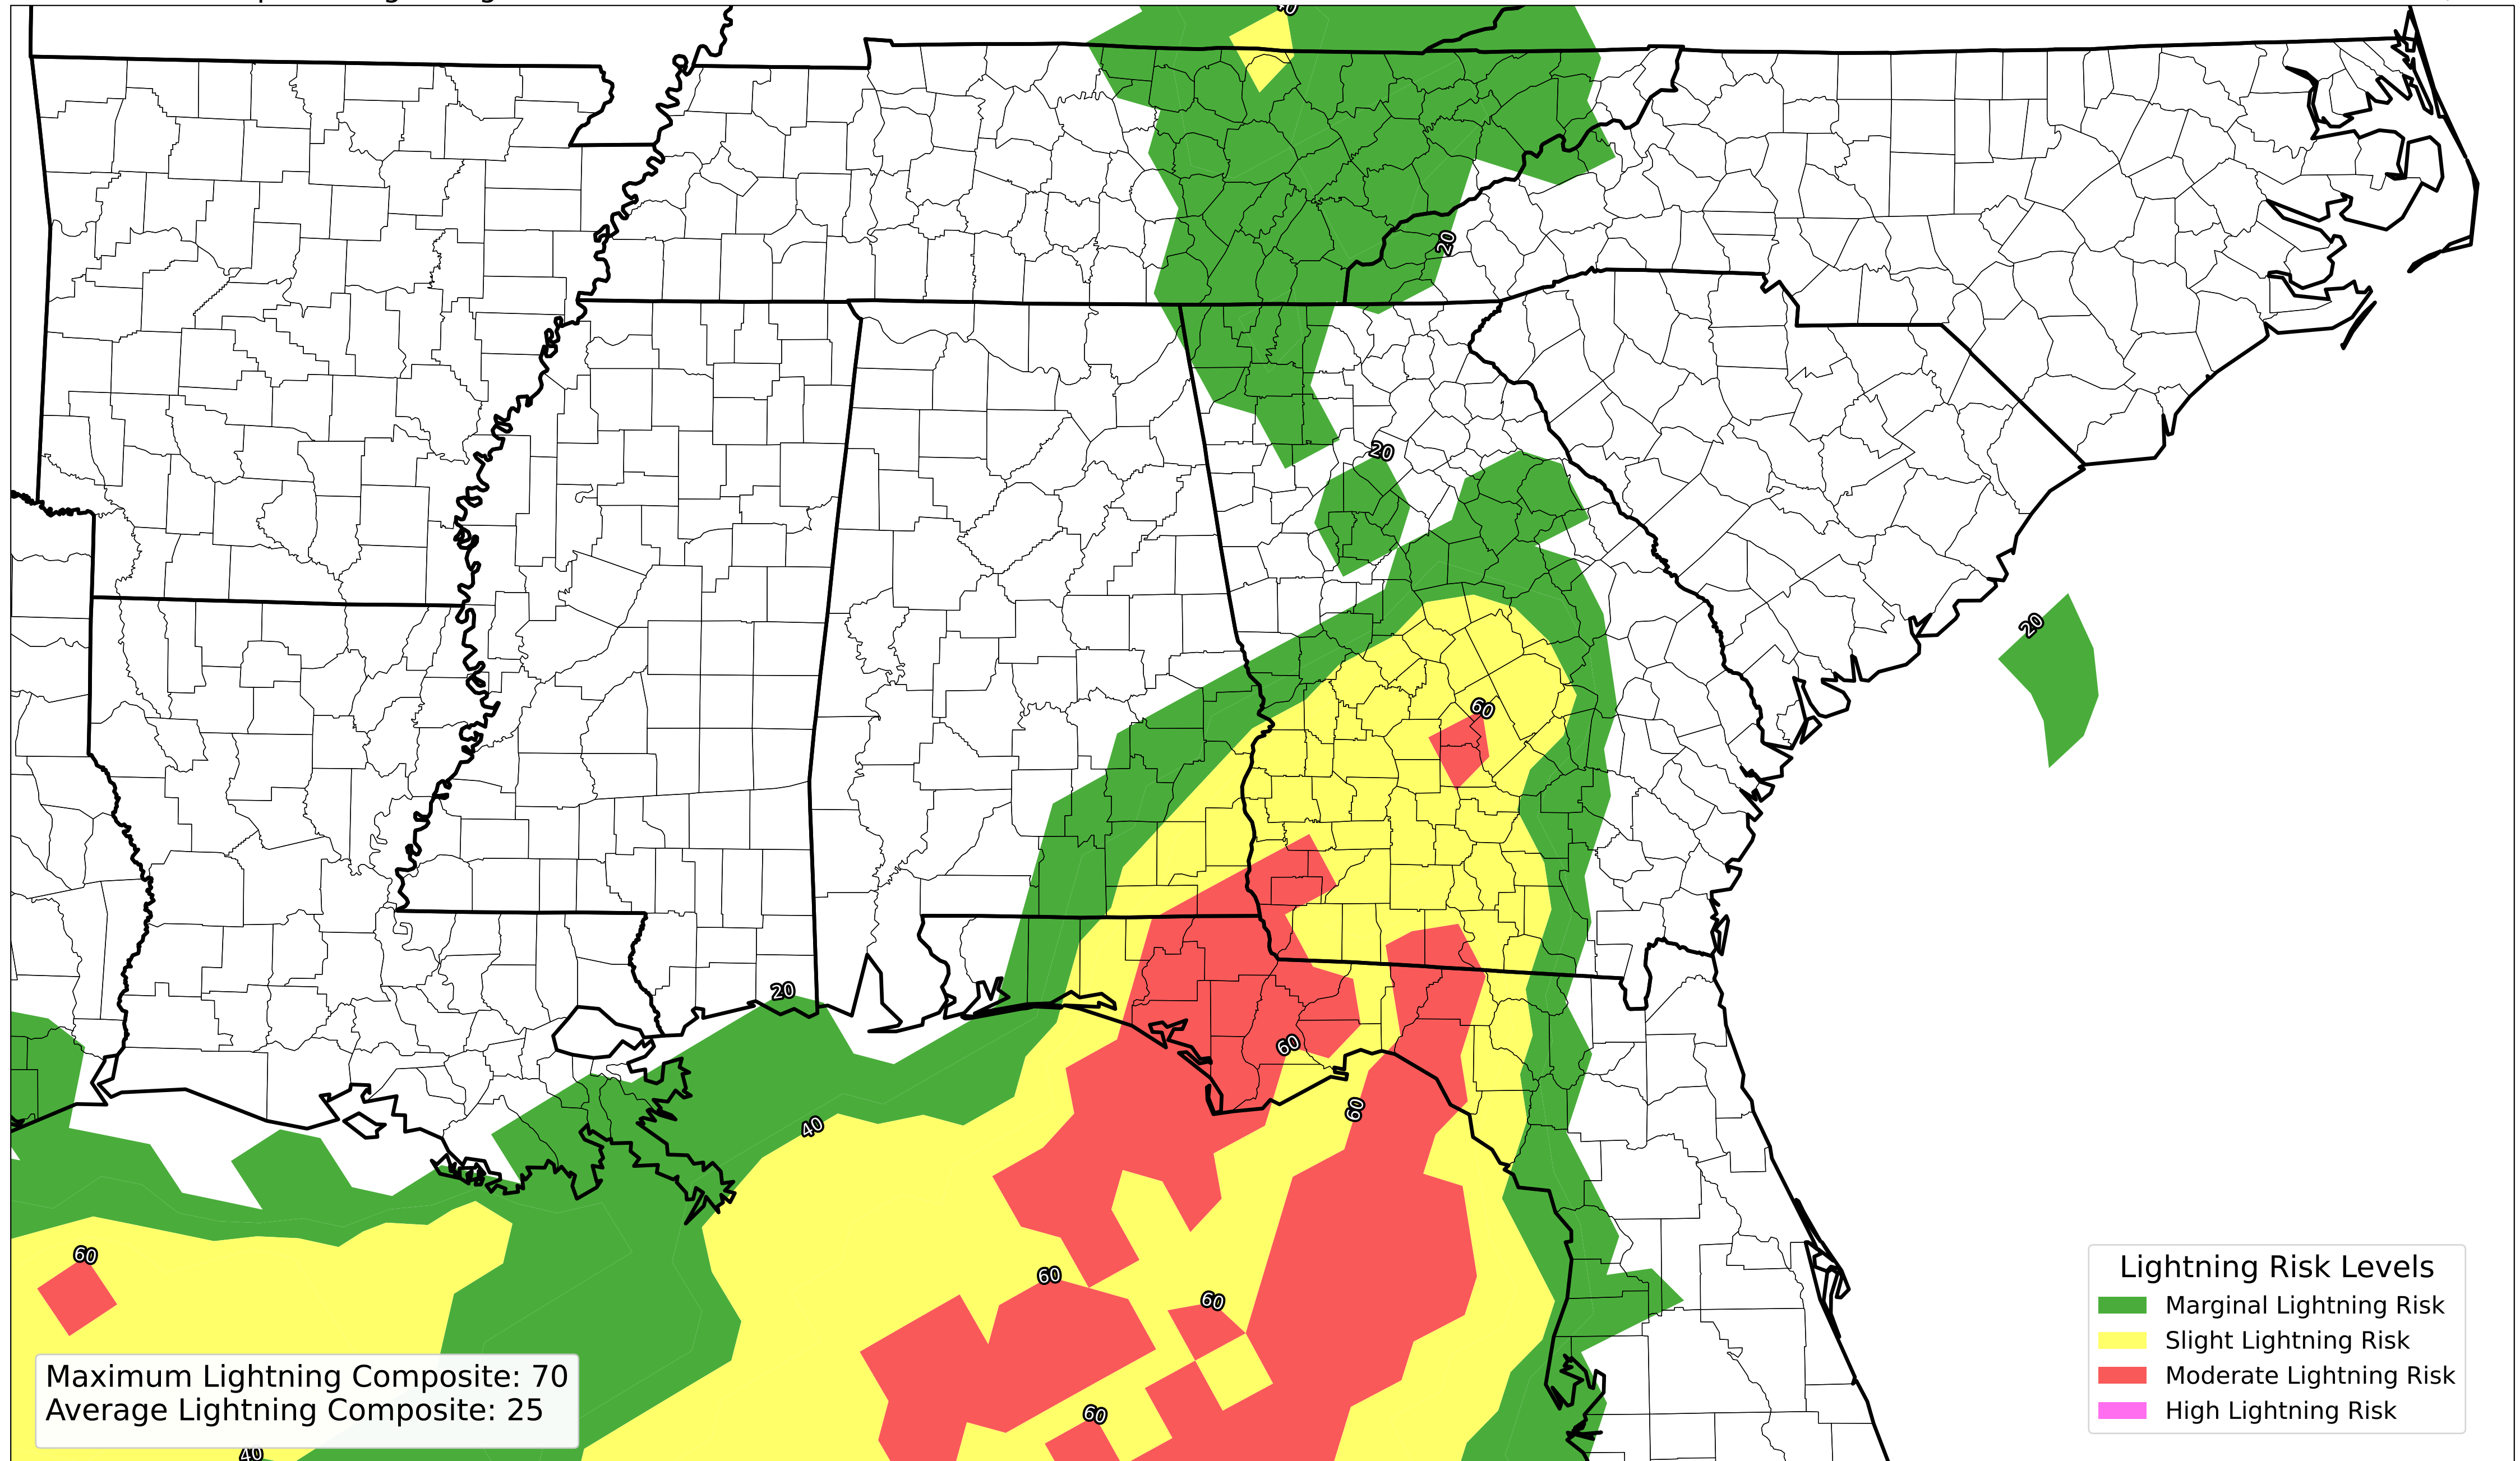 20
20
20
60
20
60
40
60
60
60
60
60
40
Lightning Risk Levels
Marginal Lightning Risk
Slight Lightning Risk
Moderate Lightning Risk
High Lightning Risk
Maximum Lightning Composite: 70
Average Lightning Composite: 25